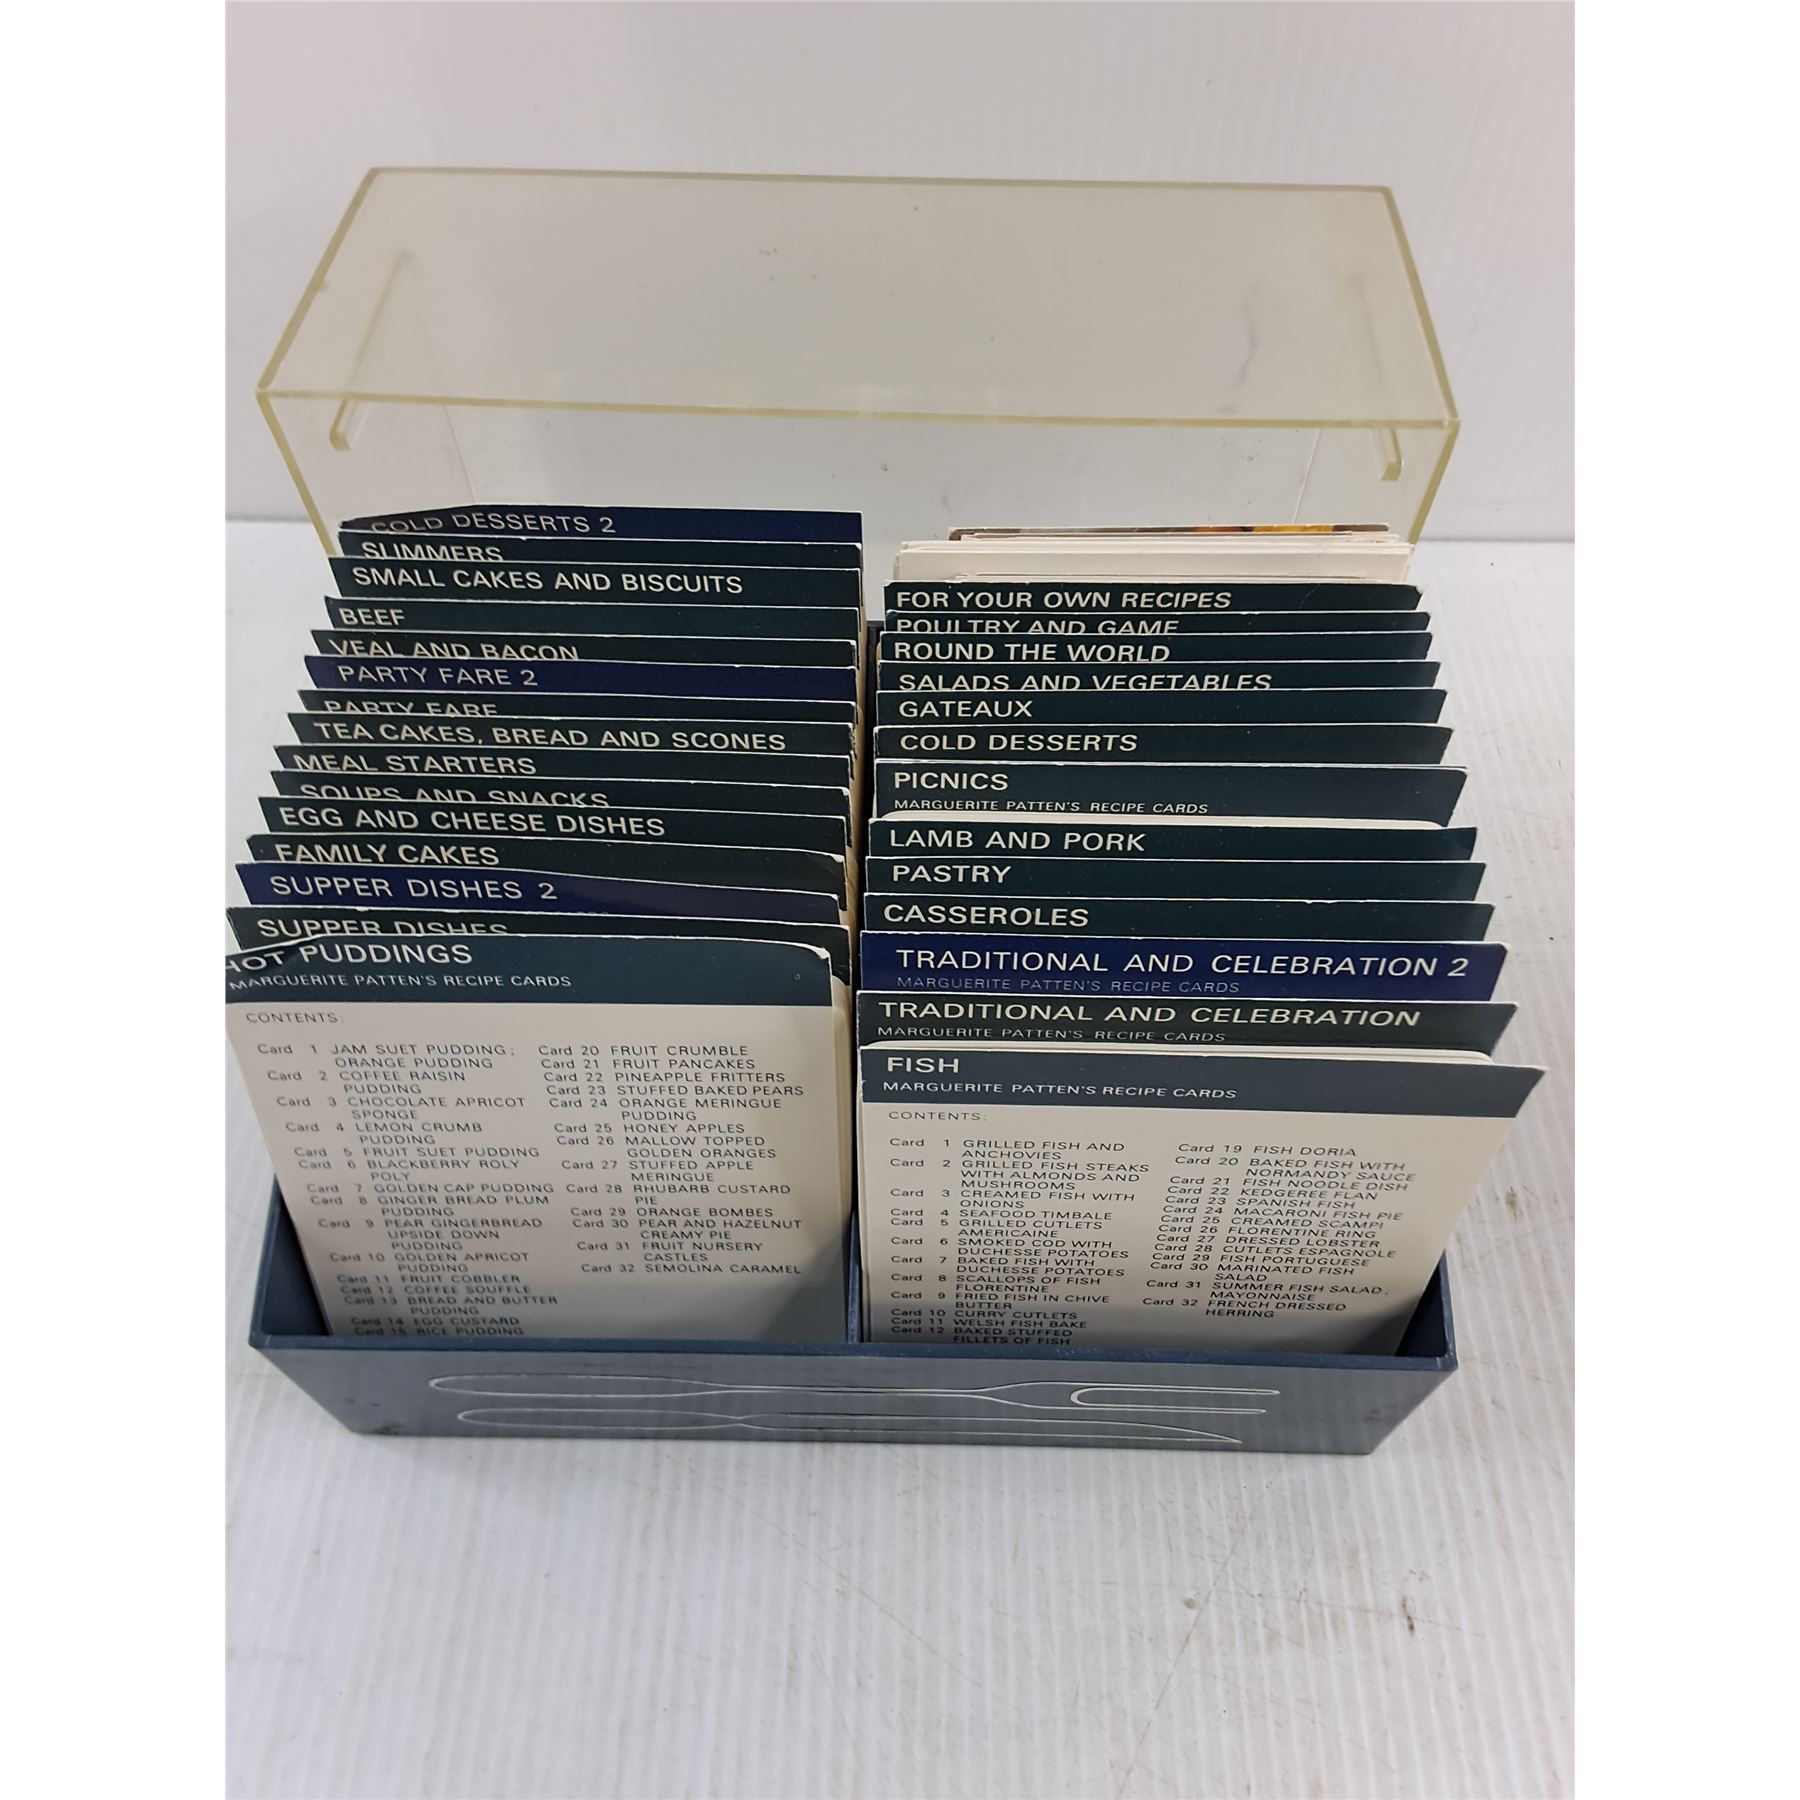 COLD DESSERTS 2
SLIMMERS
SMALL CAKES AND BISCUITS
BEEF
VEAL AND BACON
PARTY FARE 2
PARTY FARE
TEA CAKES, BREAD AND SCONES
MEAL STARTERS
SOUPS AND SNACKS
EGG AND CHEESE DISHES
FAMILY CAKES
SUPPER DISHES 2
SUPPER DISHES
HOT PUDDINGS
MARGUERITE PATTEN'S RECIPE CARDS
CONTENTS:
Card 1 JAM SUET PUDDING;
ORANGE PUDDING
Card 2 COFFEE RAISIN
PUDDING
Card 3 CHOCOLATE APRICOT
SPONGE
Card 4 LEMON CRUMB
PUDDING
Card 5 FRUIT SUET PUDDING
Card 6 BLACKBERRY ROLY
POLY
Card 7 GOLDEN CAP PUDDING
Card 8 GINGER BREAD PLUM
PUDDING
Card 9 PEAR GINGERBREAD
UPSIDE DOWN
PUDDING
Card 10 GOLDEN APRICOT
PUDDING
Card 11 FRUIT COBBLER
Card 12 COFFEE SOUFFLE
Card 13 BREAD AND BUTTER
PUDDING
Card 14 EGG CUSTARD
Card 15 RICE PUDDING
Card 20 FRUIT CRUMBLE
Card 21 FRUIT PANCAKES
Card 22 PINEAPPLE FRITTERS
Card 23 STUFFED BAKED PEARS
Card 24 ORANGE MERINGUE
PUDDING
Card 25 HONEY APPLES
Card 26 MALLOW TOPPED
GOLDEN ORANGES
Card 27 STUFFED APPLE
MERINGUE
Card 28 RHUBARB CUSTARD
PIE
Card 29 ORANGE BOMBES
Card 30 PEAR AND HAZELNUT
CREAMY PIE
Card 31 FRUIT NURSERY
CASTLES
Card 32 SEMOLINA CARAMEL
FOR YOUR OWN RECIPES
POULTRY AND GAME
ROUND THE WORLD
SALADS AND VEGETABLES
GATEAUX
COLD DESSERTS
PICNICS
MARGUERITE PATTEN'S RECIPE CARDS
LAMB AND PORK
PASTRY
CASSEROLES
TRADITIONAL AND CELEBRATION 2
MARGUERITE PATTEN'S RECIPE CARDS
TRADITIONAL AND CELEBRATION
MARGUERITE PATTEN'S RECIPE CARDS
FISH
MARGUERITE PATTEN'S RECIPE CARDS
CONTENTS:
Card 1 GRILLED FISH AND
ANCHOVIES
Card 2 GRILLED FISH STEAKS
WITH ALMONDS AND
MUSHROOMS
Card 3 CREAMED FISH WITH
ONIONS
Card 4 SEAFOOD TIMBALE
Card 5 GRILLED CUTLETS
AMERICAINE
Card 6 SMOKED COD WITH
DUCHESSE POTATOES
Card 7 BAKED FISH WITH
DUCHESSE POTATOES
Card 8 SCALLOPS OF FISH
FLORENTINE
Card 9 FRIED FISH IN CHIVE
BUTTER
Card 10 CURRY CUTLETS
Card 11 WELSH FISH BAKE
Card 12 BAKED STUFFED
FILLETS OF FISH
Card 19 FISH DORIA
Card 20 BAKED FISH WITH
NORMANDY SAUCE
Card 21 FISH NOODLE DISH
Card 22 KEDGEREE FLAN
Card 23 SPANISH FISH
Card 24 MACARONI FISH PIE
Card 25 CREAMED SCAMPI
Card 26 FLORENTINE RING
Card 27 DRESSED LOBSTER
Card 28 CUTLETS ESPAGNOLE
Card 29 FISH PORTUGUESE
Card 30 MARINATED FISH
SALAD
Card 31 SUMMER FISH SALAD;
MAYONNAISE
Card 32 FRENCH DRESSED
HERRING